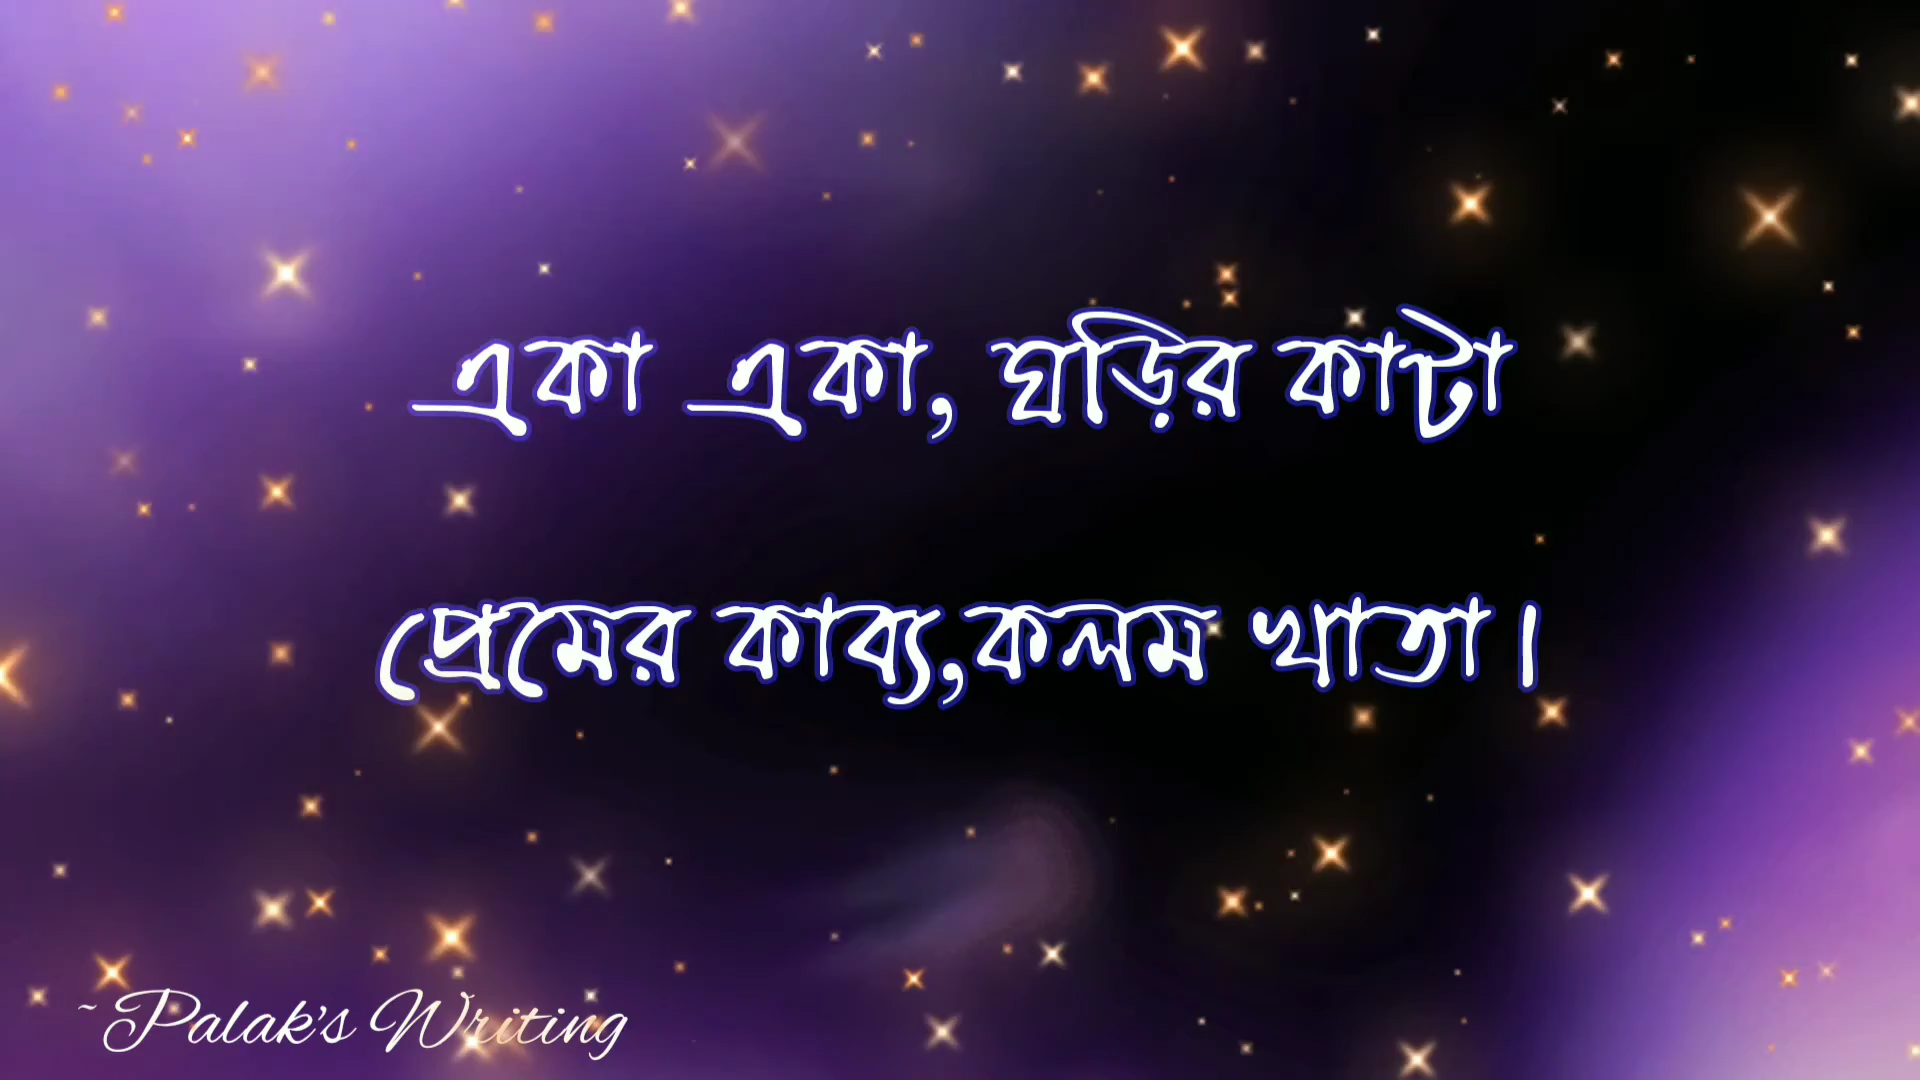 একা একা, ঘড়ির কাটা
প্রেমের কাব্য,কলম খাতা।
~Palak's Writing